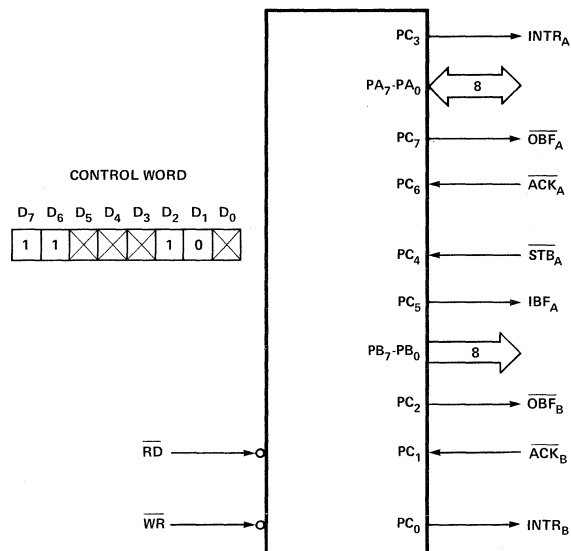 PC3 INTRA
PA7-PA0 8
PC7 OBFA
CONTROL WORD
PC6 ACKA
D7 D6 D5 D4 D3 D2 D1 D0
1 1 1 0
PC4 STBA
PC5 IBFA
PB7-PB0 8
PC2 OBFB
RD PC1 ACKB
WR PC0 INTRB